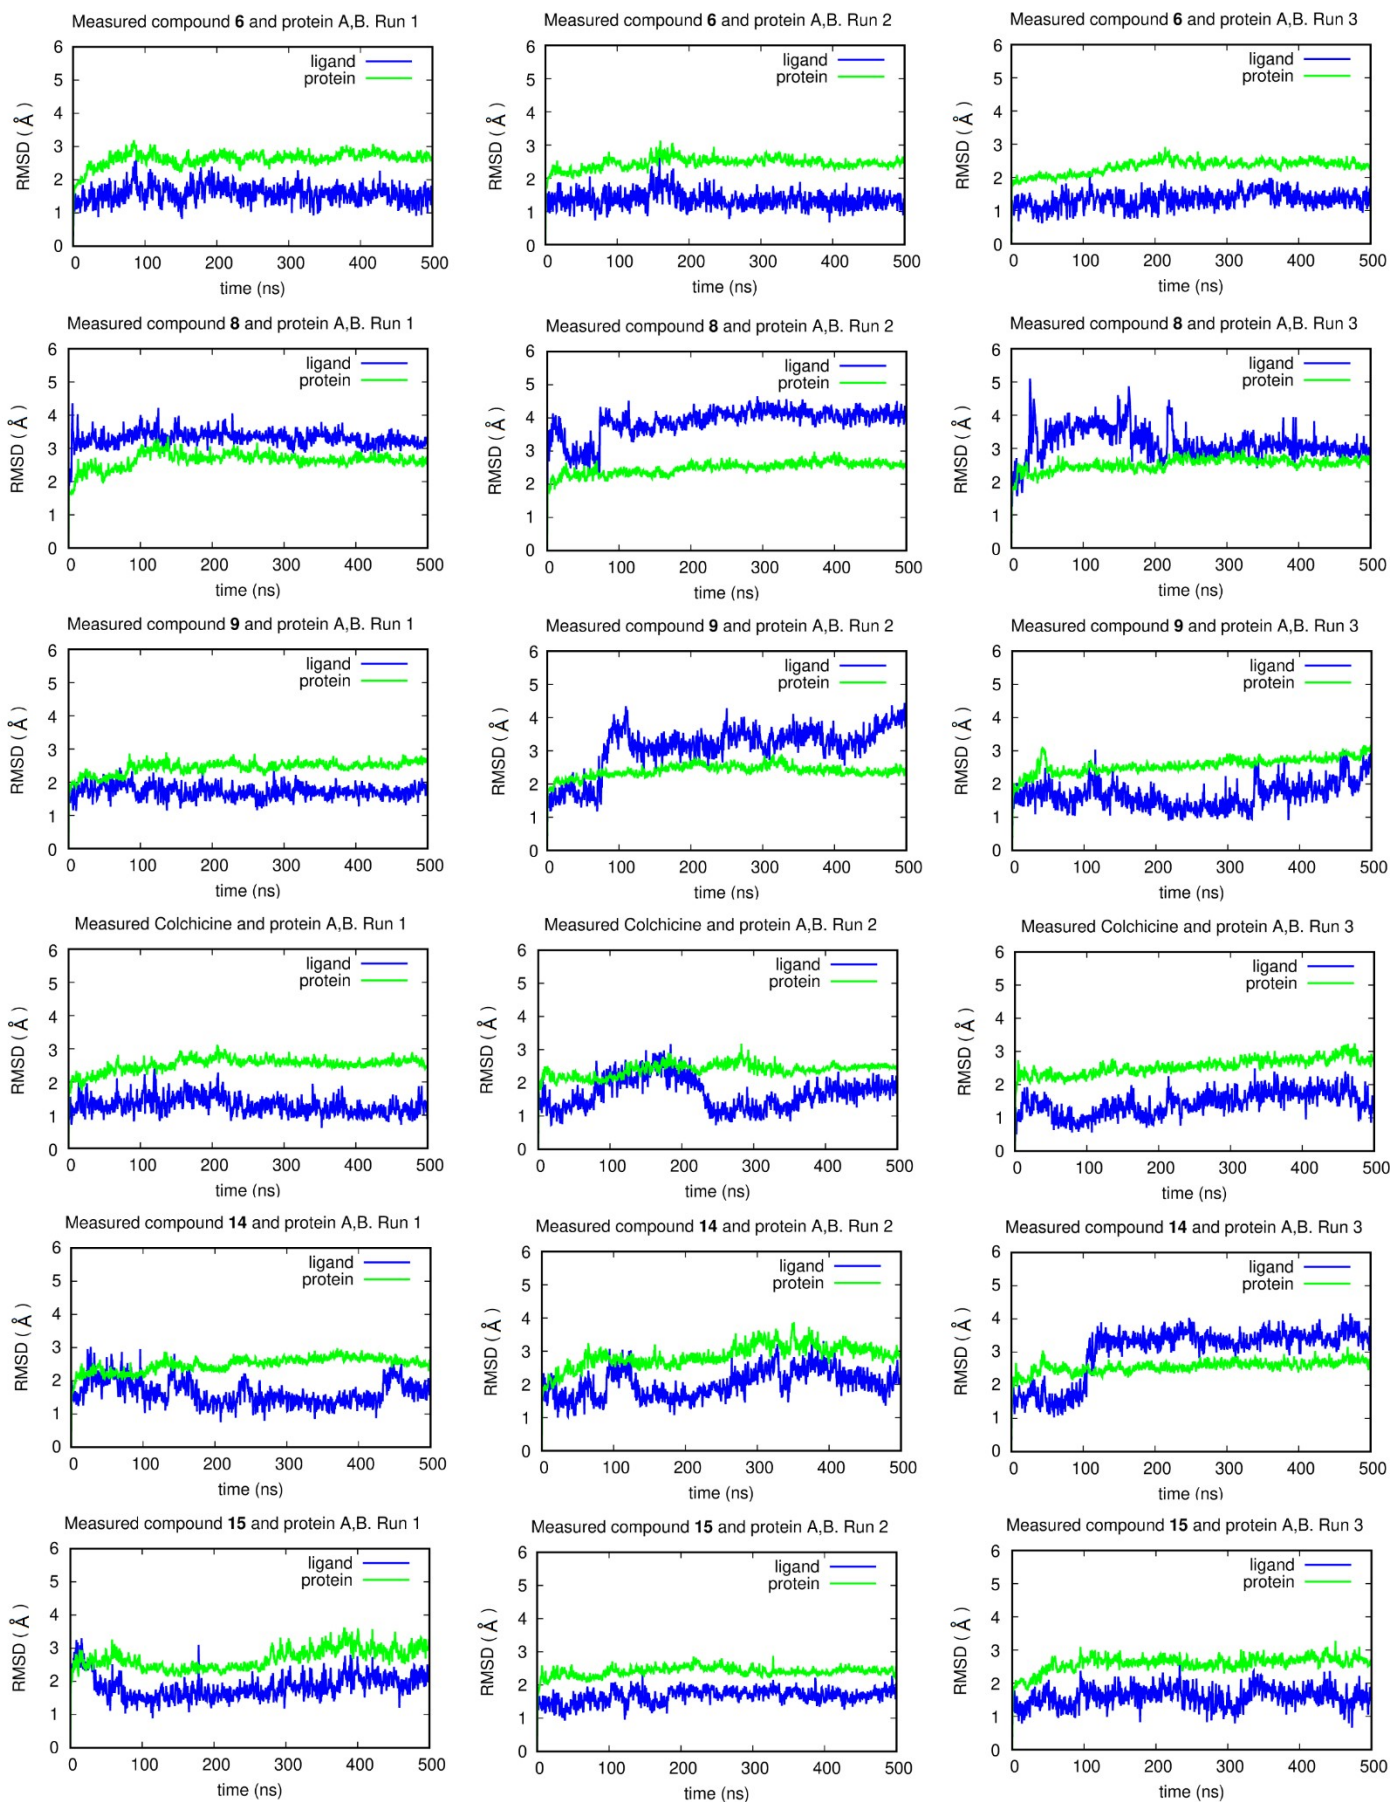 Measured compound 6 and protein A,B. Run 1
ligand
protein
RMSD ( Å )
6
5
4
3
2
1
0
0 100 200 300 400 500
time (ns)
Measured compound 6 and protein A,B. Run 2
ligand
protein
RMSD ( Å )
6
5
4
3
2
1
0
0 100 200 300 400 500
time (ns)
Measured compound 6 and protein A,B. Run 3
ligand
protein
RMSD ( Å )
6
5
4
3
2
1
0
0 100 200 300 400 500
time (ns)
Measured compound 8 and protein A,B. Run 1
ligand
protein
RMSD ( Å )
6
5
4
3
2
1
0
0 100 200 300 400 500
time (ns)
Measured compound 8 and protein A,B. Run 2
ligand
protein
RMSD ( Å )
6
5
4
3
2
1
0
0 100 200 300 400 500
time (ns)
Measured compound 8 and protein A,B. Run 3
ligand
protein
RMSD ( Å )
6
5
4
3
2
1
0
0 100 200 300 400 500
time (ns)
Measured compound 9 and protein A,B. Run 1
ligand
protein
RMSD ( Å )
6
5
4
3
2
1
0
0 100 200 300 400 500
time (ns)
Measured compound 9 and protein A,B. Run 2
ligand
protein
RMSD ( Å )
6
5
4
3
2
1
0
0 100 200 300 400 500
time (ns)
Measured compound 9 and protein A,B. Run 3
ligand
protein
RMSD ( Å )
6
5
4
3
2
1
0
0 100 200 300 400 500
time (ns)
Measured Colchicine and protein A,B. Run 1
ligand
protein
RMSD ( Å )
6
5
4
3
2
1
0
0 100 200 300 400 500
time (ns)
Measured Colchicine and protein A,B. Run 2
ligand
protein
RMSD ( Å )
6
5
4
3
2
1
0
0 100 200 300 400 500
time (ns)
Measured Colchicine and protein A,B. Run 3
ligand
protein
RMSD ( Å )
6
5
4
3
2
1
0
0 100 200 300 400 500
time (ns)
Measured compound 14 and protein A,B. Run 1
ligand
protein
RMSD ( Å )
6
5
4
3
2
1
0
0 100 200 300 400 500
time (ns)
Measured compound 14 and protein A,B. Run 2
ligand
protein
RMSD ( Å )
6
5
4
3
2
1
0
0 100 200 300 400 500
time (ns)
Measured compound 14 and protein A,B. Run 3
ligand
protein
RMSD ( Å )
6
5
4
3
2
1
0
0 100 200 300 400 500
time (ns)
Measured compound 15 and protein A,B. Run 1
ligand
protein
RMSD ( Å )
6
5
4
3
2
1
0
0 100 200 300 400 500
time (ns)
Measured compound 15 and protein A,B. Run 2
ligand
protein
RMSD ( Å )
6
5
4
3
2
1
0
0 100 200 300 400 500
time (ns)
Measured compound 15 and protein A,B. Run 3
ligand
protein
RMSD ( Å )
6
5
4
3
2
1
0
0 100 200 300 400 500
time (ns)